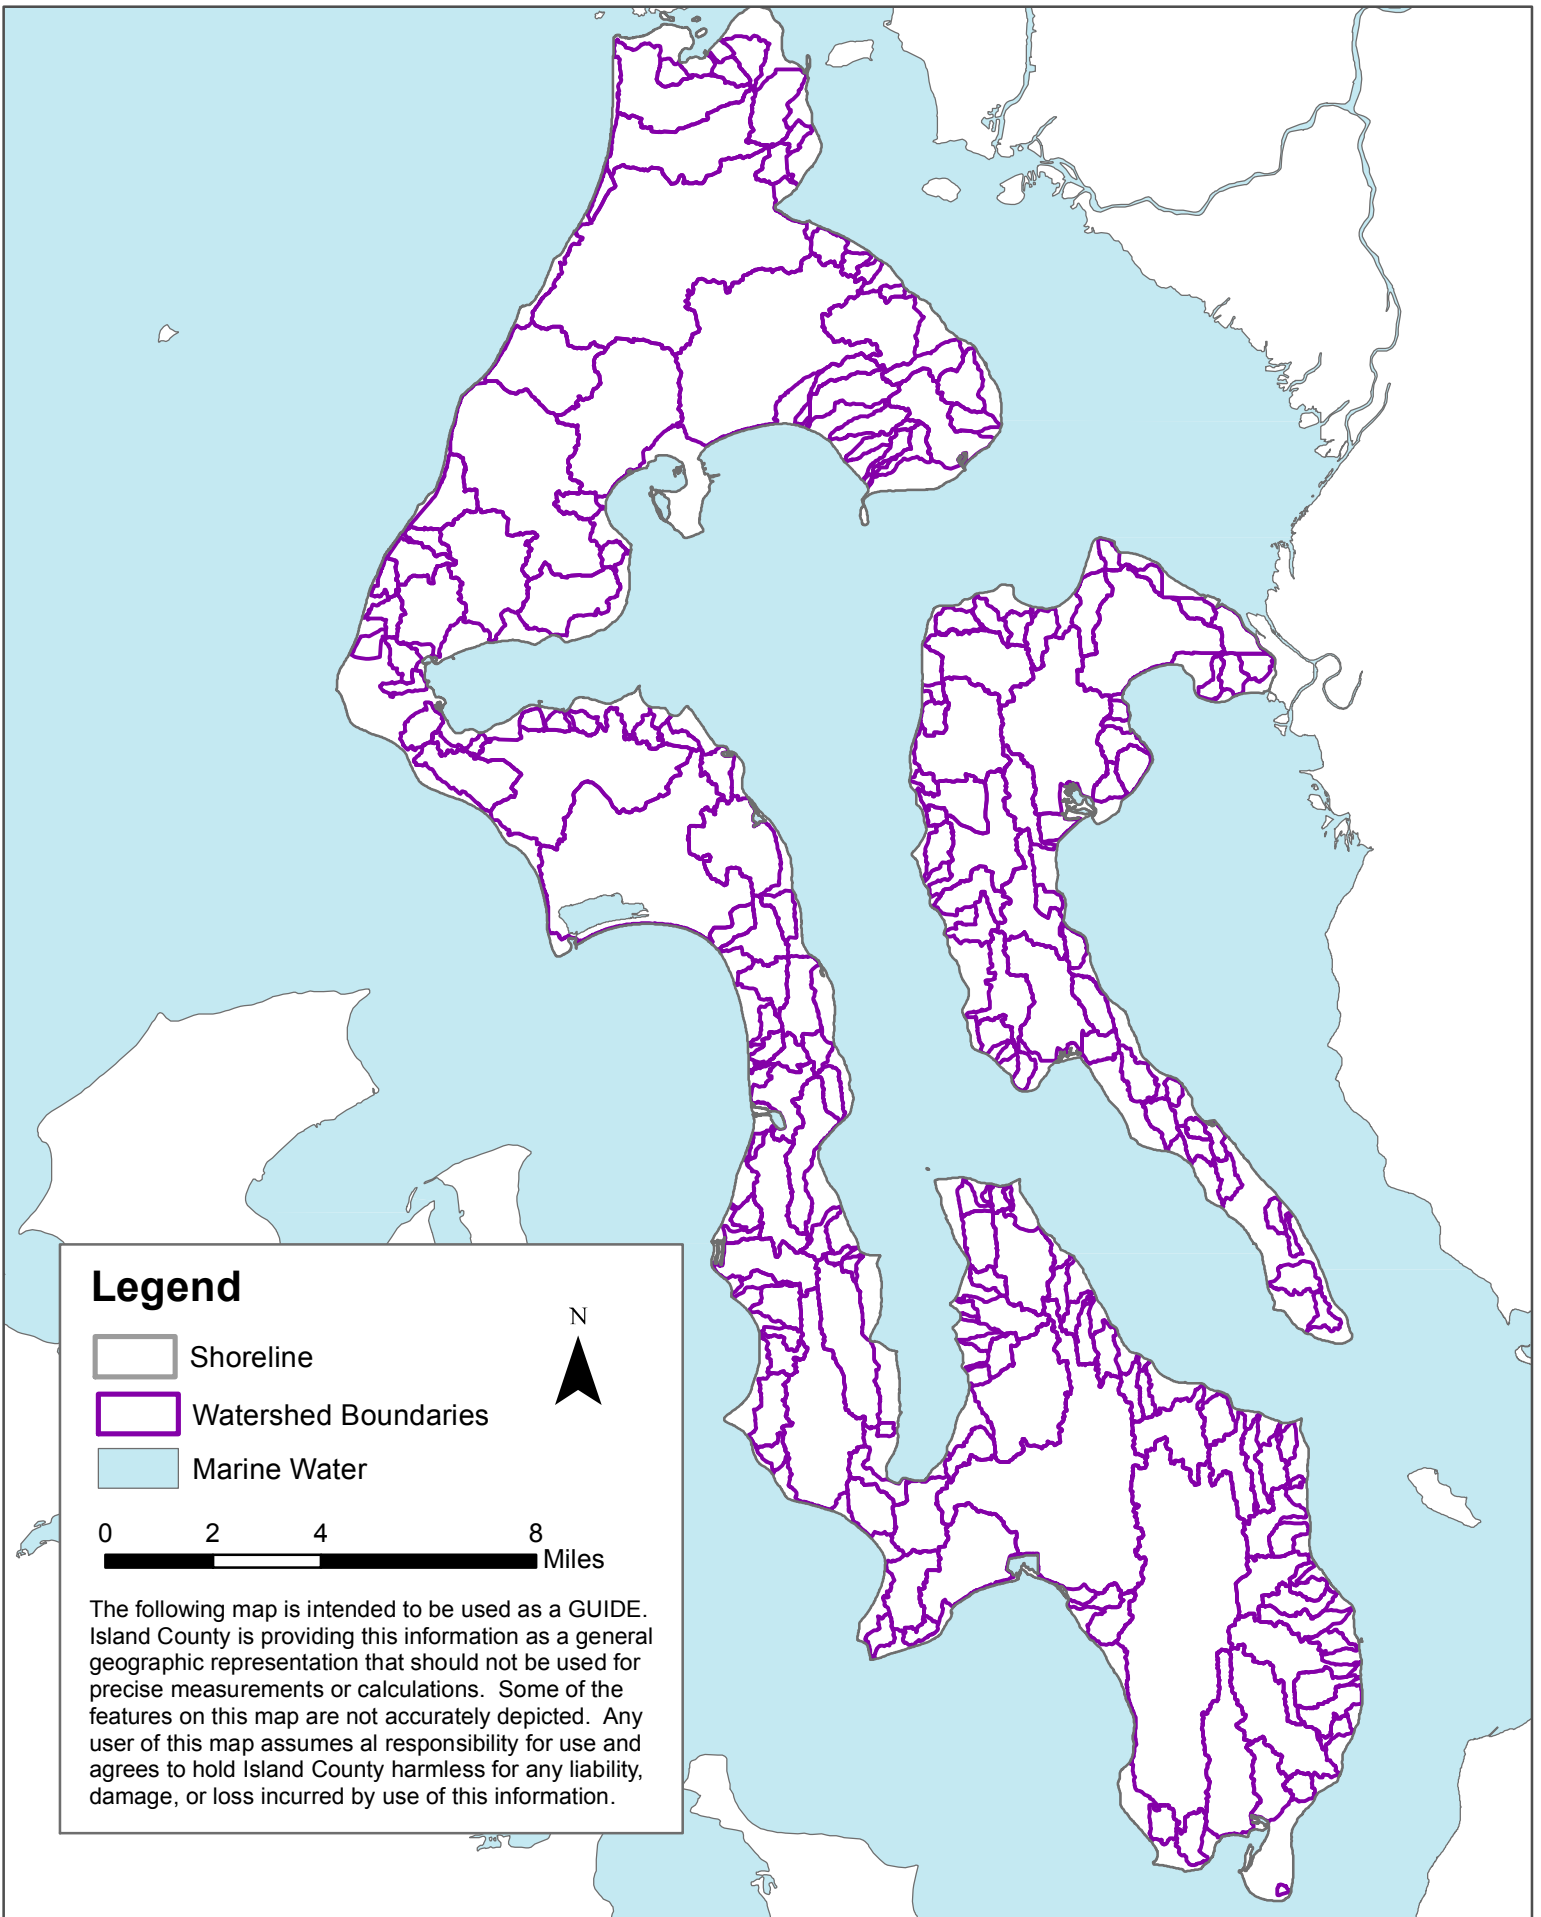 Legend
N
Shoreline
Watershed Boundaries
Marine Water
0 2 4 8
Miles
The following map is intended to be used as a GUIDE.
Island County is providing this information as a general
geographic representation that should not be used for
precise measurements or calculations. Some of the
features on this map are not accurately depicted. Any
user of this map assumes al responsibility for use and
agrees to hold Island County harmless for any liability,
damage, or loss incurred by use of this information.